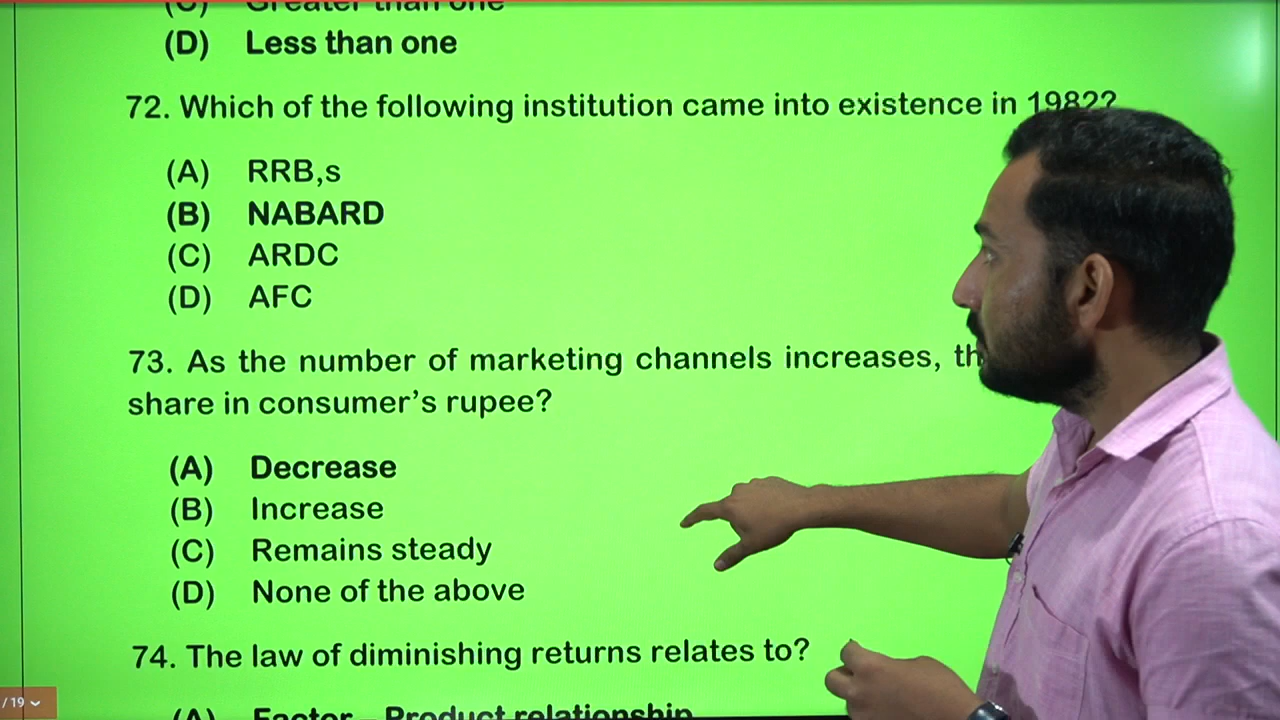 (C) Greater than one
(D) Less than one
72. Which of the following institution came into existence in 1982?
(A) RRB,s
(B) NABARD
(C) ARDC
(D) AFC
73. As the number of marketing channels increases, th
share in consumer's rupee?
(A) Decrease
(B) Increase
(C) Remains steady
(D) None of the above
74. The law of diminishing returns relates to?
(A) Factor - Product relationship
/ 19